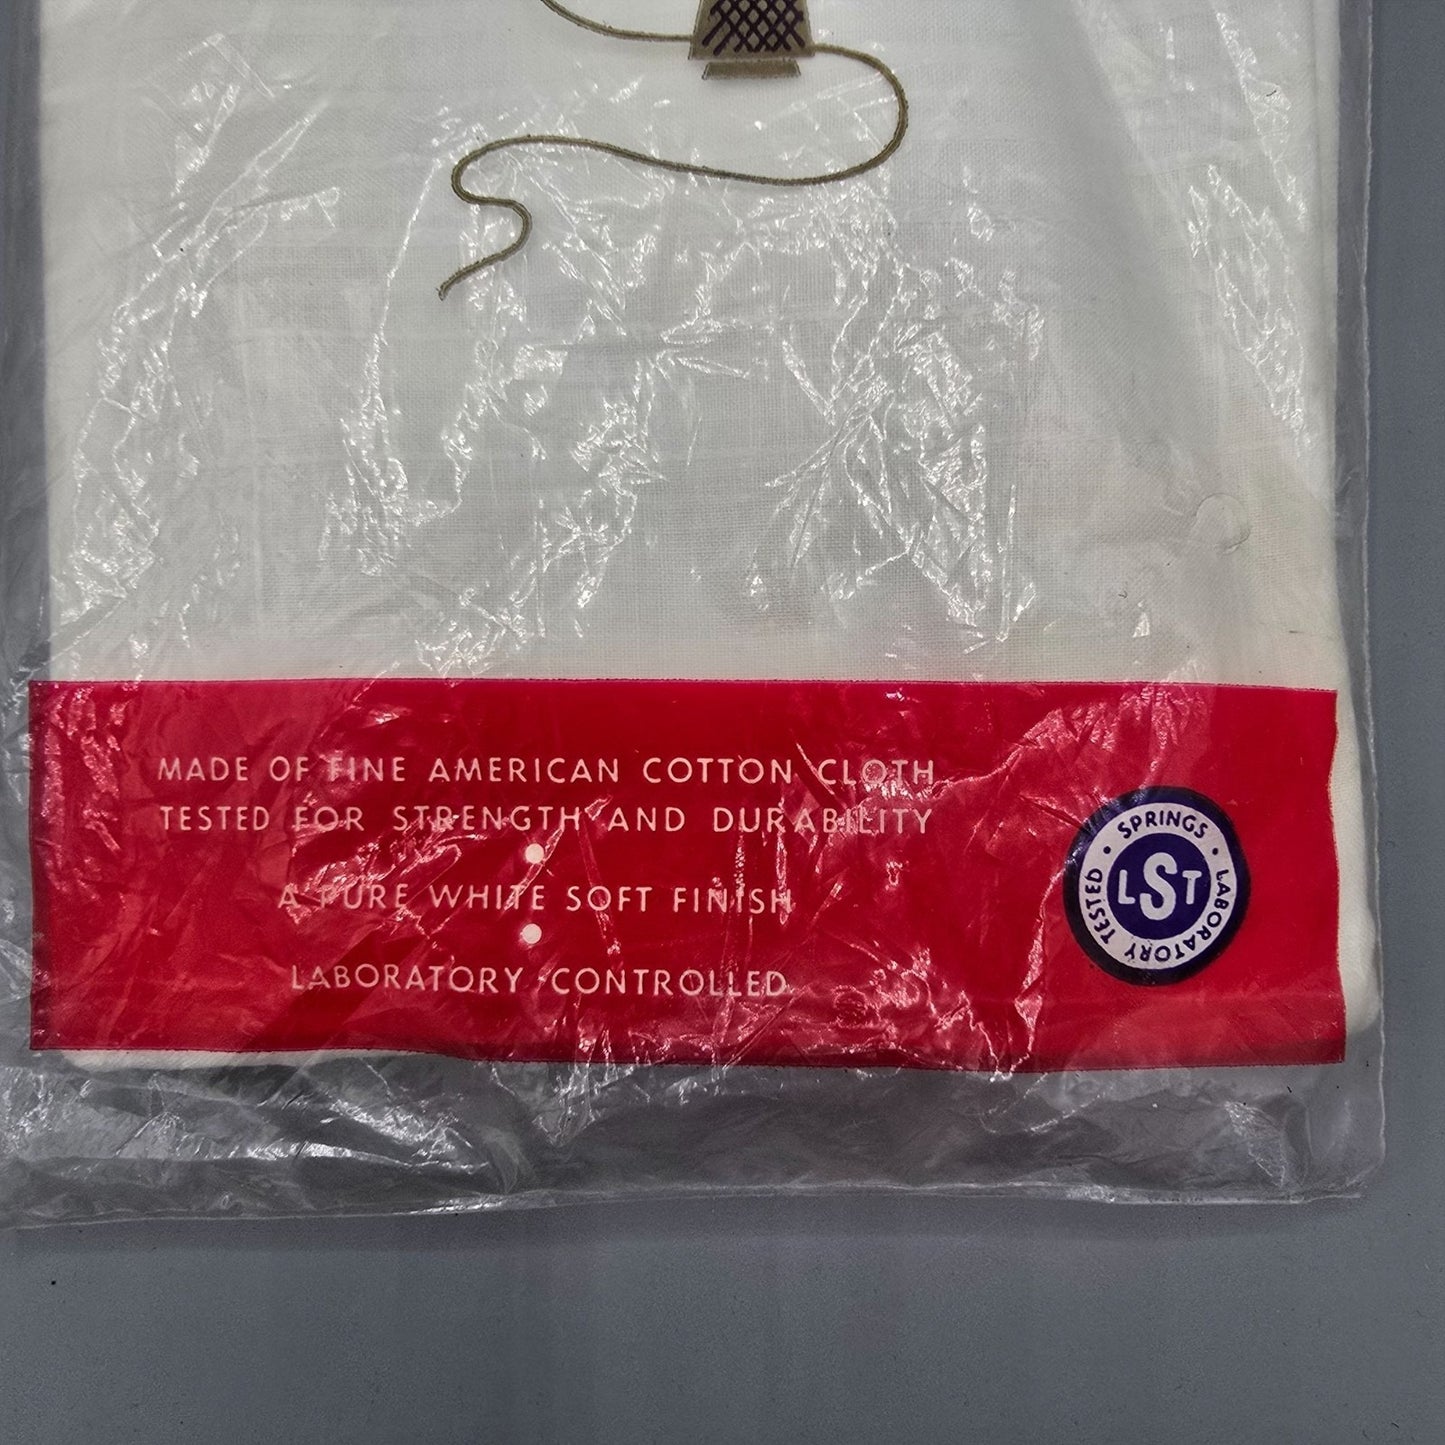 MADE OF FINE AMERICAN COTTON CLOTH
TESTED FOR STRENGTH AND DURABILITY
A PURE WHITE SOFT FINISH
LABORATORY CONTROLLED
SPRINGS • LABORATORY TESTED •
LST